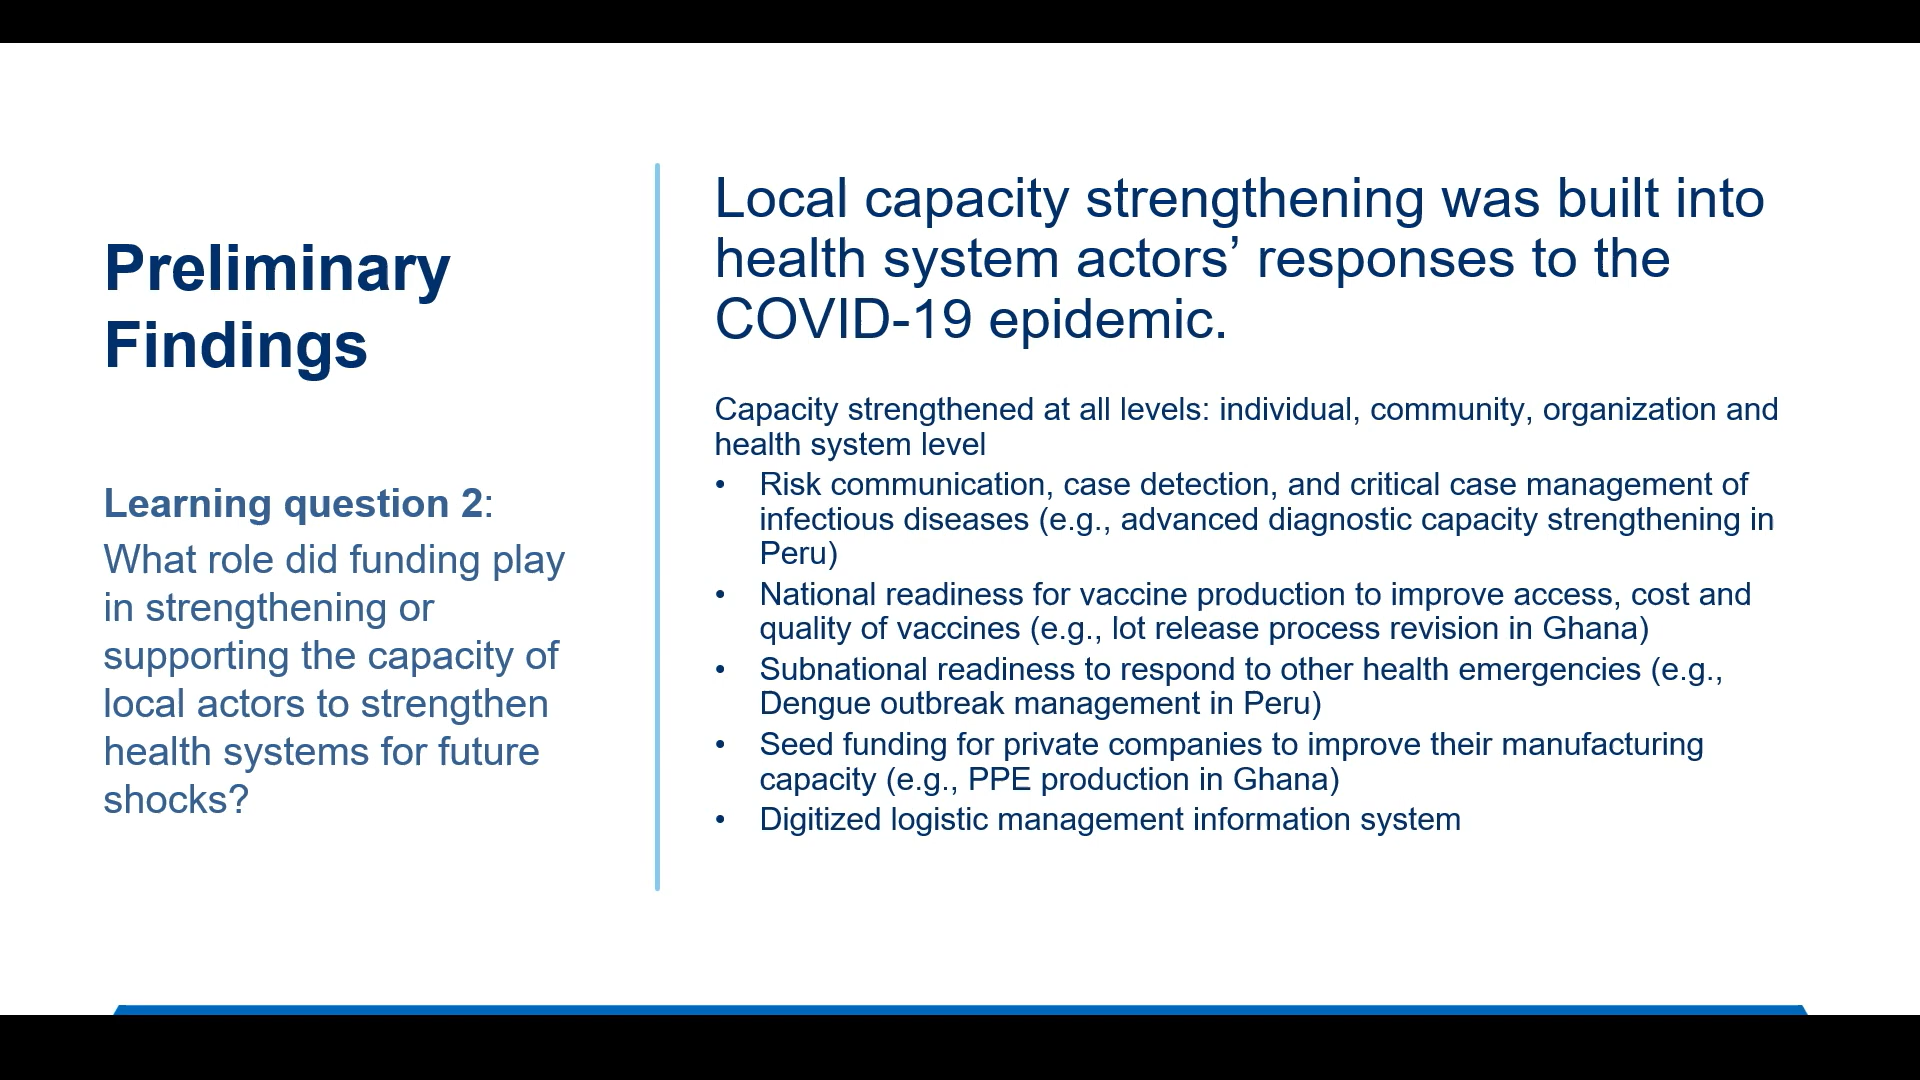 Preliminary
Findings
Learning question 2:
What role did funding play
in strengthening or
supporting the capacity of
local actors to strengthen
health systems for future
shocks?
Local capacity strengthening was built into
health system actors’ responses to the
COVID-19 epidemic.
Capacity strengthened at all levels: individual, community, organization and
health system level
• Risk communication, case detection, and critical case management of
infectious diseases (e.g., advanced diagnostic capacity strengthening in
Peru)
• National readiness for vaccine production to improve access, cost and
quality of vaccines (e.g., lot release process revision in Ghana)
• Subnational readiness to respond to other health emergencies (e.g.,
Dengue outbreak management in Peru)
• Seed funding for private companies to improve their manufacturing
capacity (e.g., PPE production in Ghana)
• Digitized logistic management information system